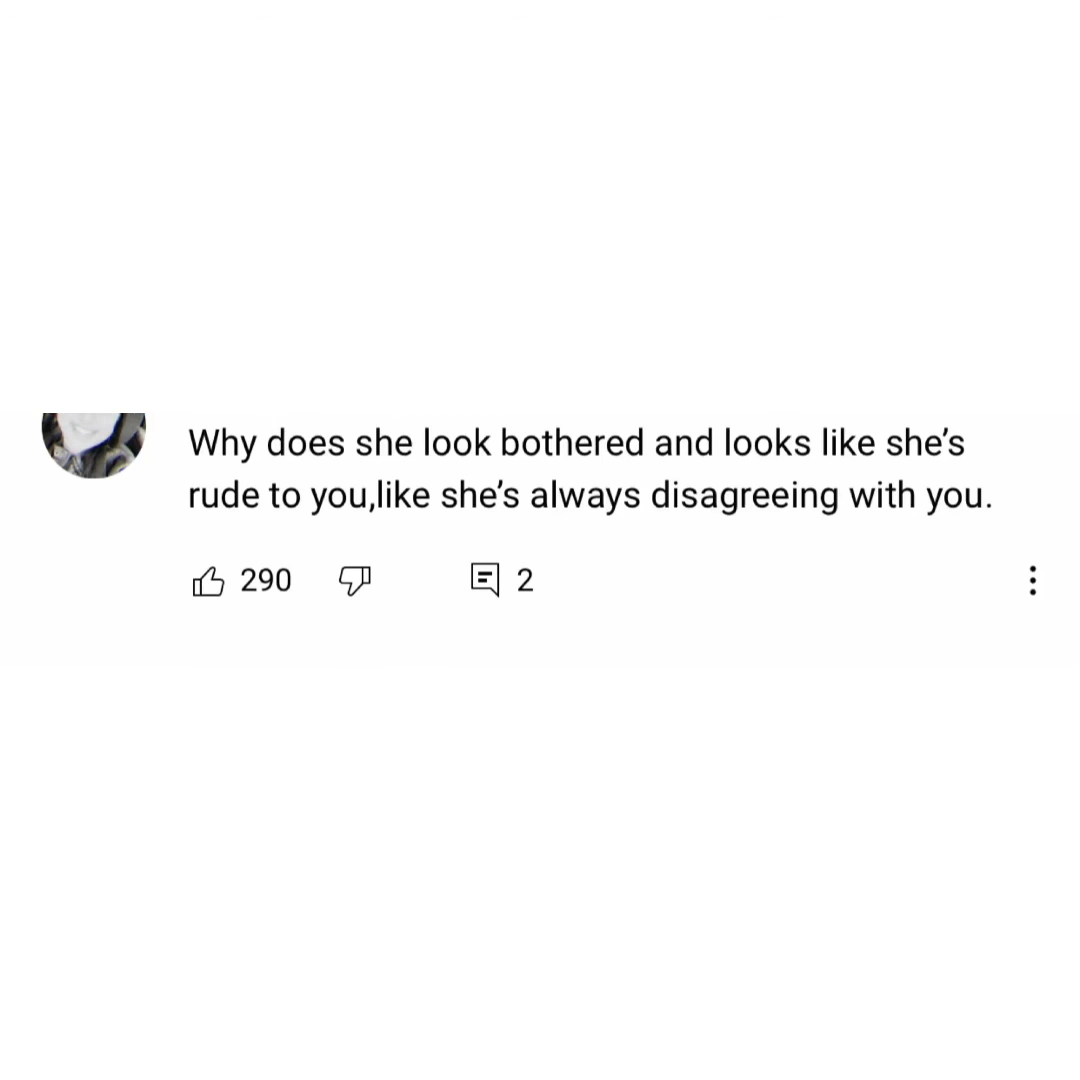 Why does she look bothered and looks like she’s
rude to you,like she’s always disagreeing with you.
290 2